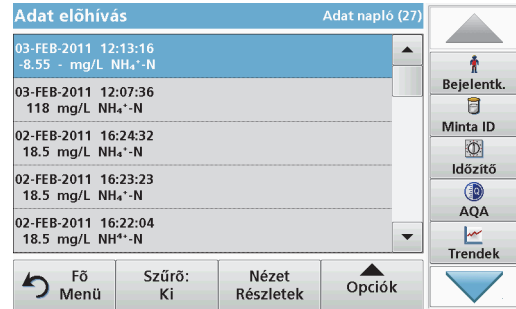 Adat elõhívás
Adat napló (27)
03-FEB-2011 12:13:16
-8.55 - mg/L NH₄⁺-N
03-FEB-2011 12:07:36
118 mg/L NH₄⁺-N
02-FEB-2011 16:24:32
18.5 mg/L NH₄⁺-N
02-FEB-2011 16:23:23
18.5 mg/L NH₄⁺-N
02-FEB-2011 16:22:04
18.5 mg/L NH⁴⁺-N
Bejelentk.
Minta ID
Időzítő
AQA
Trendek
Fõ
Menü
Szűrõ:
Ki
Nézet
Részletek
Opciók